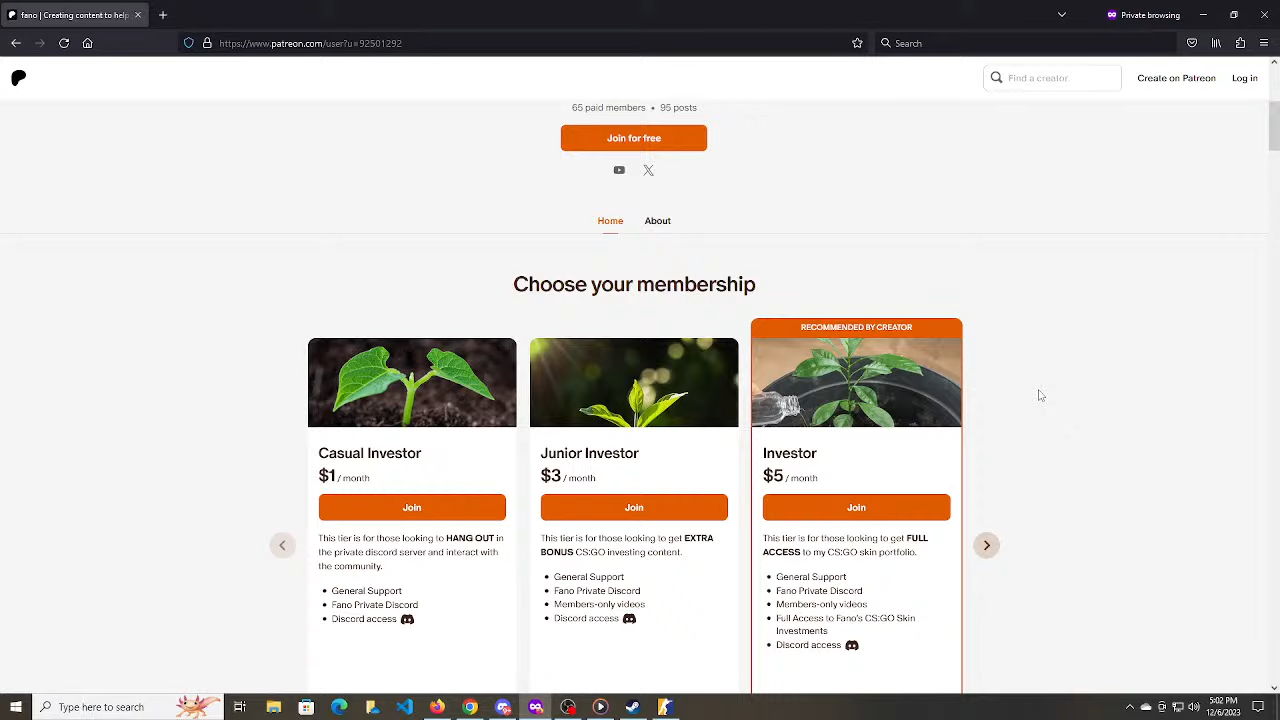 fano | Creating content to help
Private browsing
https://www.patreon.com/user?u=92501292
Search
Find a creator.
Create on Patreon
Log in
65 paid members • 95 posts
Join for free
Home
About
Choose your membership
Casual Investor
$1 / month
Join
This tier is for those looking to HANG OUT in
the private discord server and interact with
the community.
• General Support
• Fano Private Discord
• Discord access
Junior Investor
$3 / month
Join
This tier is for those looking to get EXTRA
BONUS CS:GO investing content.
• General Support
• Fano Private Discord
• Members-only videos
• Discord access
RECOMMENDED BY CREATOR
Investor
$5 / month
Join
This tier is for those looking to get FULL
ACCESS to my CS:GO skin portfolio.
• General Support
• Fano Private Discord
• Members-only videos
• Full Access to Fano's CS:GO Skin
Investments
• Discord access
Type here to search
5:02 PM
12/6/2023